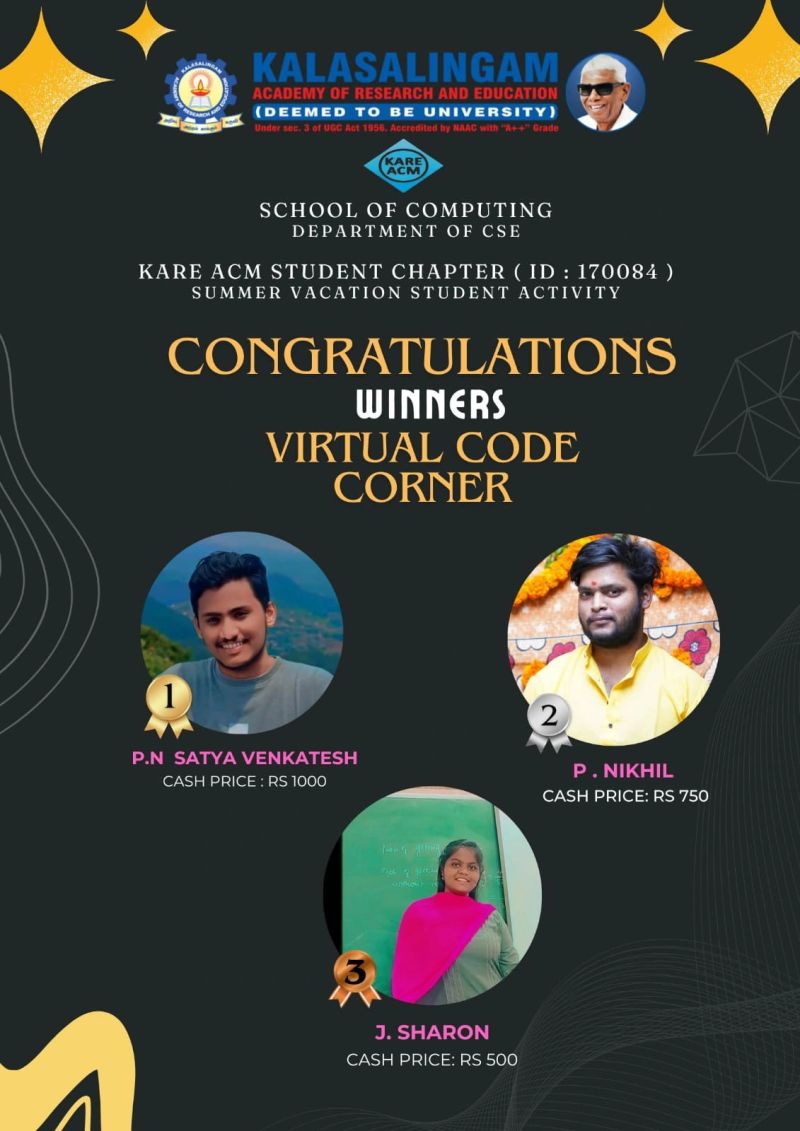 KALASALINGAM
ACADEMY OF RESEARCH AND EDUCATION
(DEEMED TO BE UNIVERSITY)
Under sec. 3 of UGC Act 1956. Accredited by NAAC with "A++" Grade
KARE
ACM
SCHOOL OF COMPUTING
DEPARTMENT OF CSE
KARE ACM STUDENT CHAPTER ( ID : 170084 )
SUMMER VACATION STUDENT ACTIVITY
CONGRATULATIONS
WINNERS
VIRTUAL CODE
CORNER
1
2
P.N SATYA VENKATESH
CASH PRICE : RS 1000
P . NIKHIL
CASH PRICE: RS 750
3
J. SHARON
CASH PRICE: RS 500